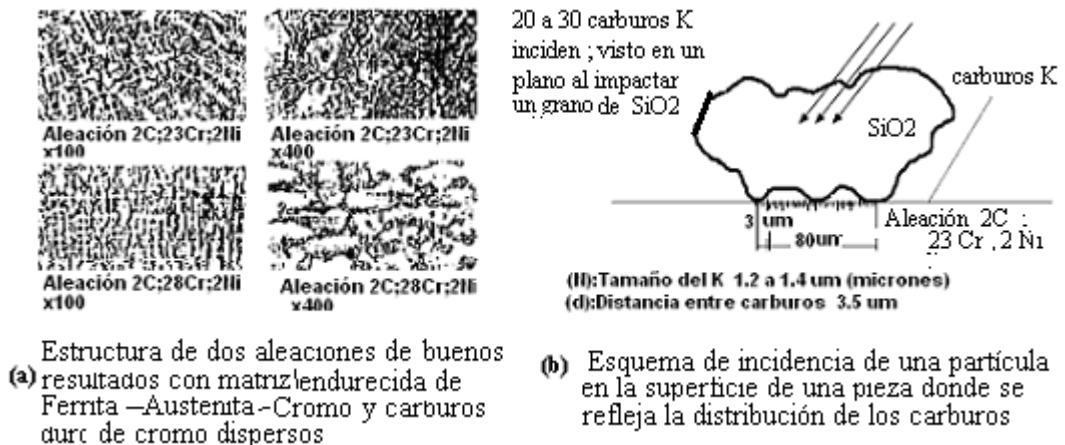 Aleación 2C;23Cr;2Ni
x100
Aleación 2C;23Cr;2Ni
x400
Aleación 2C;28Cr;2Ni
x100
Aleación 2C;28Cr;2Ni
x400
(a) Estructura de dos aleaciones de buenos
resultados con matriz endurecida de
Ferrita –Austenita-Cromo y carburos
duro de cromo dispersos
20 a 30 carburos K
inciden ; visto en un
plano al impactar
un grano de SiO2
carburos K
SiO2
3 um
80um
Aleación 2C :
23 Cr , 2 Ni
(N):Tamaño del K 1.2 a 1.4 um (micrones)
(d):Distancia entre carburos 3.5 um
(b) Esquema de incidencia de una partícula
en la superficie de una pieza donde se
refleja la distribución de los carburos